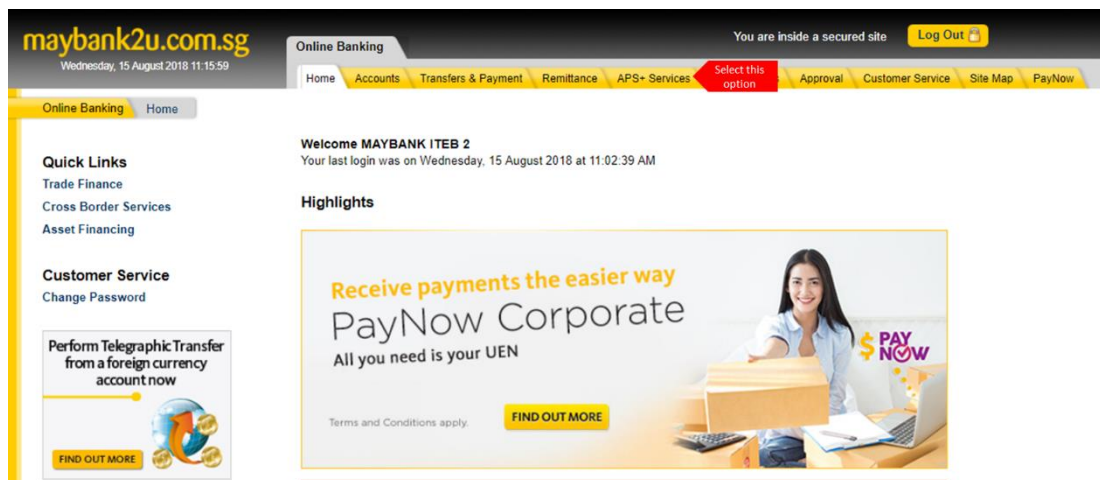 maybank2u.com.sg
Wednesday, 15 August 2018 11:15:59
Online Banking
You are inside a secured site
Log Out
Home Accounts Transfers & Payment Remittance APS+ Services Select this option Approval Customer Service Site Map PayNow
Online Banking Home
Quick Links
Trade Finance
Cross Border Services
Asset Financing
Customer Service
Change Password
Perform Telegraphic Transfer
from a foreign currency
account now
FIND OUT MORE
Welcome MAYBANK ITEB 2
Your last login was on Wednesday, 15 August 2018 at 11:02:39 AM
Highlights
Receive payments the easier way
PayNow Corporate
All you need is your UEN
Terms and Conditions apply.
FIND OUT MORE
PAY
NOW